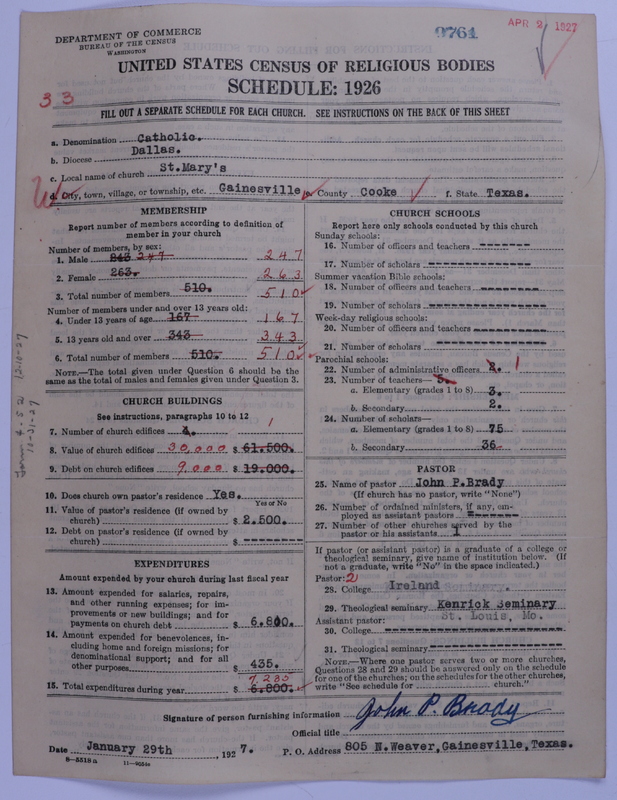 DEPARTMENT OF COMMERCE
BUREAU OF THE CENSUS
WASHINGTON
9764
APR 2 1927
UNITED STATES CENSUS OF RELIGIOUS BODIES
SCHEDULE: 1926
33
FILL OUT A SEPARATE SCHEDULE FOR EACH CHURCH. SEE INSTRUCTIONS ON THE BACK OF THIS SHEET
a. Denomination Catholic.
b. Diocese Dallas.
c. Local name of church St.Mary's
d. City, town, village, or township, etc. Gainesville County Cooke f. State Texas.
MEMBERSHIP
Report number of members according to definition of
member in your church
Number of members, by sex:
1. Male 247 247
2. Female 263. 263
3. Total number of members 510. 510
Number of members under and over 13 years old:
4. Under 13 years of age 167 167
5. 13 years old and over 343 343
6. Total number of members 510. 510
NOTE.—The total given under Question 6 should be the
same as the total of males and females given under Question 3.
CHURCH BUILDINGS
See instructions, paragraphs 10 to 12
7. Number of church edifices 4. 1
8. Value of church edifices 30,000 $ 61.500.
9. Debt on church edifices 9,000 $ 19.000.
10. Does church own pastor's residence Yes.
Yes or No
11. Value of pastor's residence (if owned by
church) $ 2.500.
12. Debt on pastor's residence (if owned by
church) $ ---------
EXPENDITURES
Amount expended by church during last fiscal year
13. Amount expended for salaries, repairs,
and other running expenses; for im-
provements or new buildings; and for
payments on church debt $ 6.800.
14. Amount expended for benevolences, in-
cluding home and foreign missions; for
denominational support; and for all
other purposes $ 435.
7,235
15. Total expenditures during year $ 6.800.
CHURCH SCHOOLS
Report here only schools conducted by this church
Sunday schools:
16. Number of officers and teachers -------
17. Number of scholars --------------
Summer vacation Bible schools:
18. Number of officers and teachers ---------
19. Number of scholars --------------
Week-day religious schools:
20. Number of officers and teachers ---------
21. Number of scholars -------------
Parochial schools:
22. Number of administrative officers 1
23. Number of teachers— 5.
a. Elementary (grades 1 to 8) 3.
b. Secondary 2.
24. Number of scholars—
a. Elementary (grades 1 to 8) 75
b. Secondary 36
PASTOR
25. Name of pastor John P.Brady
(If church has no pastor, write "None")
26. Number of ordained ministers, if any, em-
ployed as assistant pastors --------
27. Number of other churches served by the
pastor or his assistants 1
If pastor (or assistant pastor) is a graduate of a college or
theological seminary, give name of institution below. (If
not a graduate, write "No" in the space indicated.)
Pastor: 2
28. College Ireland
29. Theological seminary Kenrick Seminary
St. Louis, Mo.
Assistant pastor:
30. College ------------------
31. Theological seminary --------------
NOTE.—Where one pastor serves two or more churches,
Questions 28 and 29 should be answered only on the schedule
for one of the churches; on the schedules for the other churches,
write "See schedule for ........ church."
Signature of person furnishing information John P. Brady
Official title
Date January 29th , 1927. P. O. Address 805 N.Weaver,Gainesville,Texas.
8-5518a 11-9034a
12-10-27
10-31-27